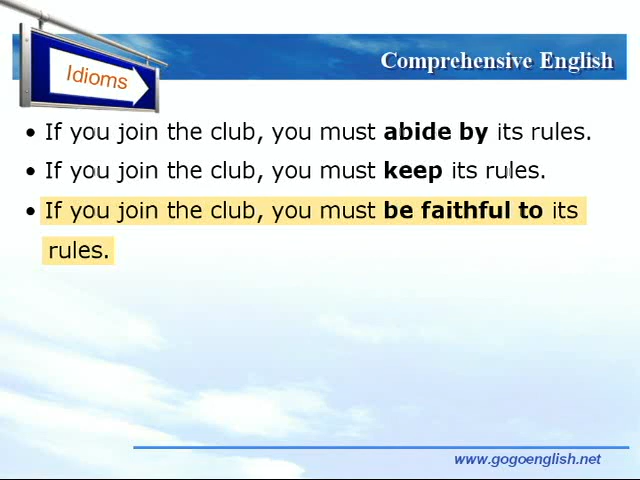 Idioms
Comprehensive English
• If you join the club, you must abide by its rules.
• If you join the club, you must keep its rules.
• If you join the club, you must be faithful to its
rules.
www.gogoenglish.net